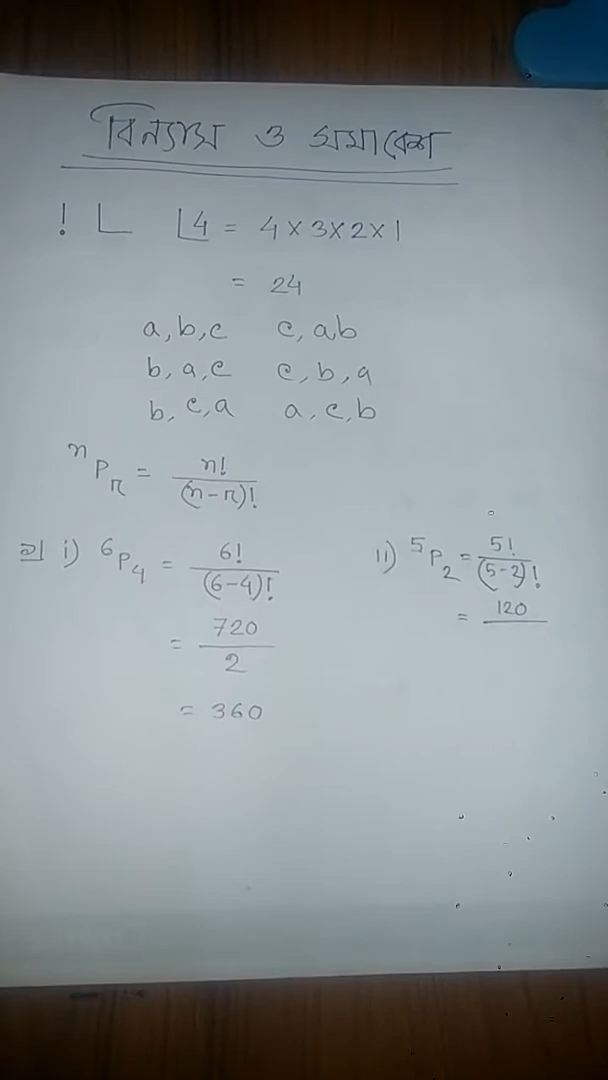 বিন্যাস ও সমাবেশ
! ∟ ∟4 = 4 × 3 × 2 × 1
= 24
a, b, c    c, a, b
b, a, c    c, b, a
b, c, a    a, c, b
ⁿPᵣ = n! / (n-r)!
i) ⁶P₄ = 6! / (6-4)!    ii) ⁵P₂ = 5! / (5-2)!
= 720 / 2    = 120
= 360